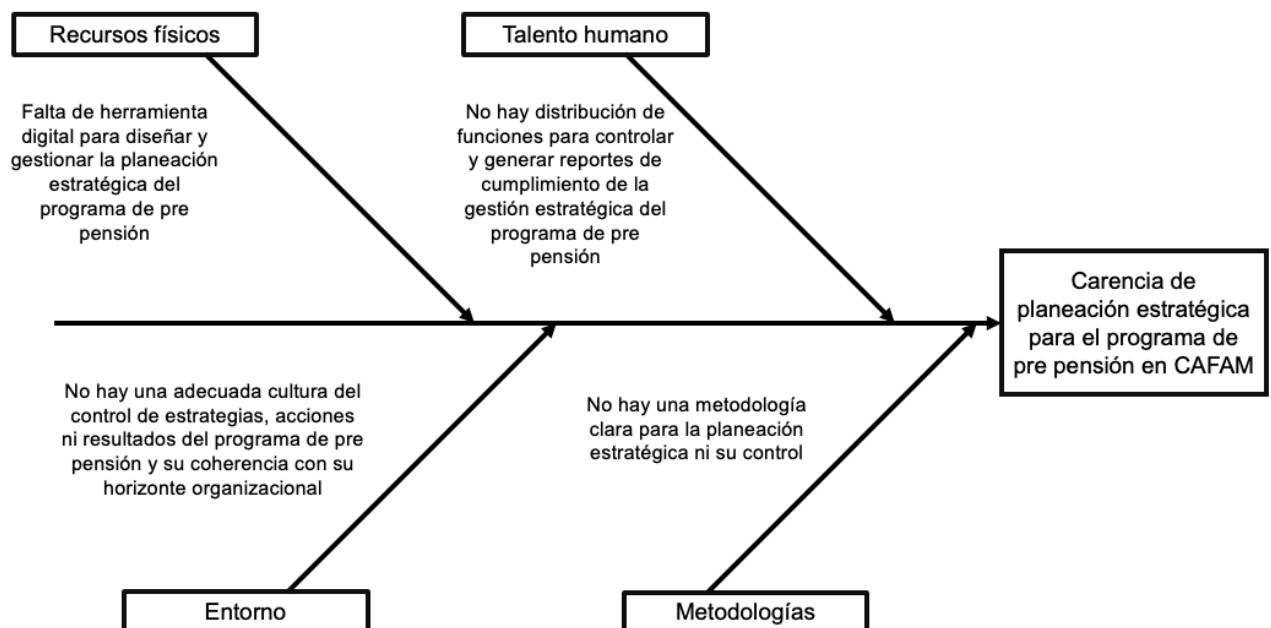 Recursos físicos
Talento humano
Falta de herramienta
digital para diseñar y
gestionar la planeación
estratégica del
programa de pre
pensión
No hay distribución de
funciones para controlar
y generar reportes de
cumplimiento de la
gestión estratégica del
programa de pre
pensión
Carencia de
planeación estratégica
para el programa de
pre pensión en CAFAM
No hay una adecuada cultura del
control de estrategias, acciones
ni resultados del programa de pre
pensión y su coherencia con su
horizonte organizacional
No hay una metodología
clara para la planeación
estratégica ni su control
Entorno
Metodologías